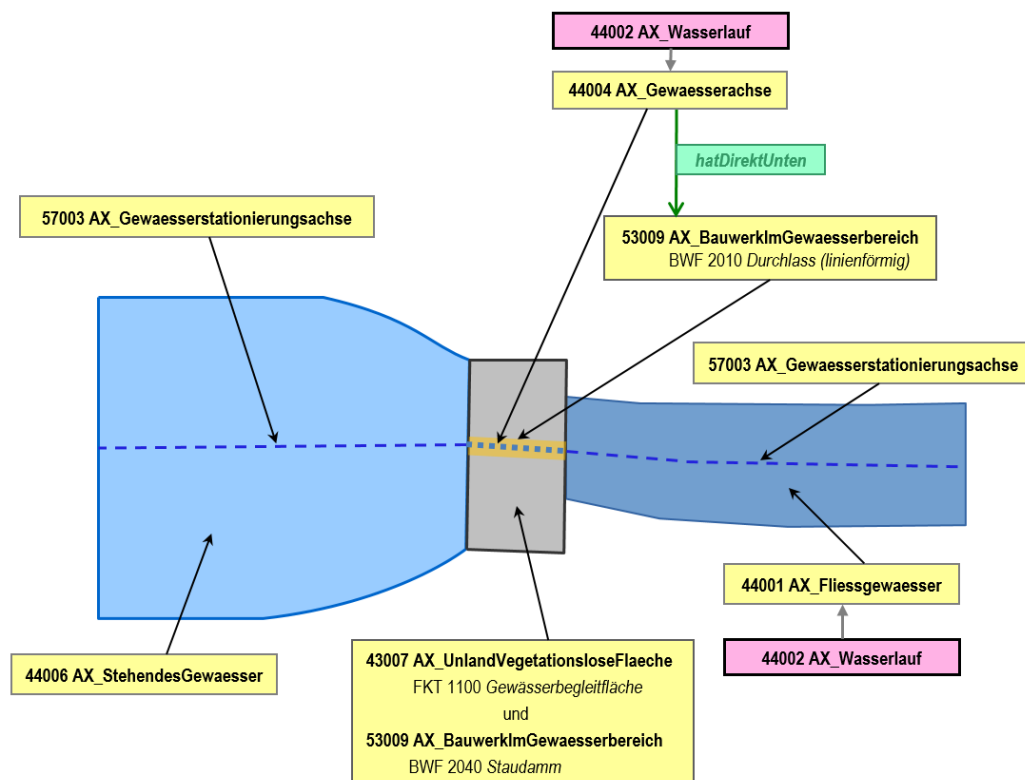 44002 AX_Wasserlauf
44004 AX_Gewaesserachse
hatDirektUnten
57003 AX_Gewaesserstationierungsachse
53009 AX_BauwerkImGewaesserbereich
BWF 2010 Durchlass (linienförmig)
57003 AX_Gewaesserstationierungsachse
44001 AX_Fliessgewaesser
44002 AX_Wasserlauf
44006 AX_StehendesGewaesser
43007 AX_UnlandVegetationsloseFlaeche
FKT 1100 Gewässerbegleitfläche
und
53009 AX_BauwerkImGewaesserbereich
BWF 2040 Staudamm